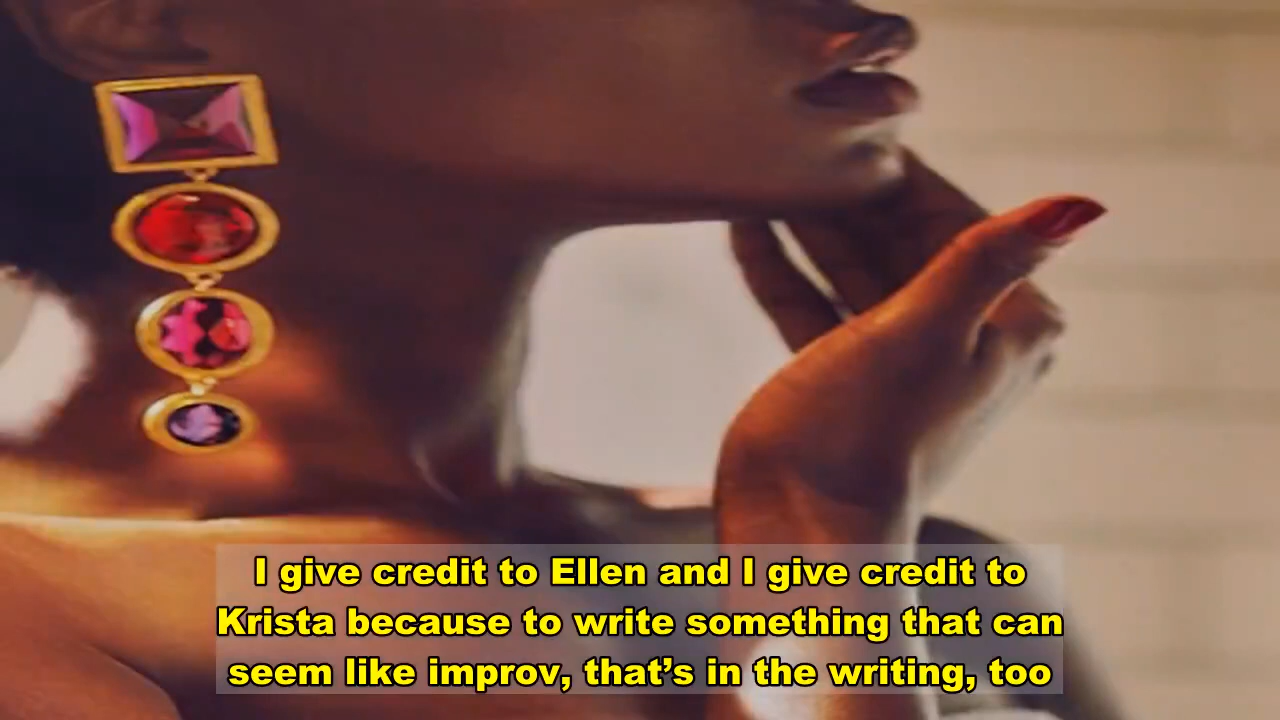 I give credit to Ellen and I give credit to
Krista because to write something that can
seem like improv, that’s in the writing, too